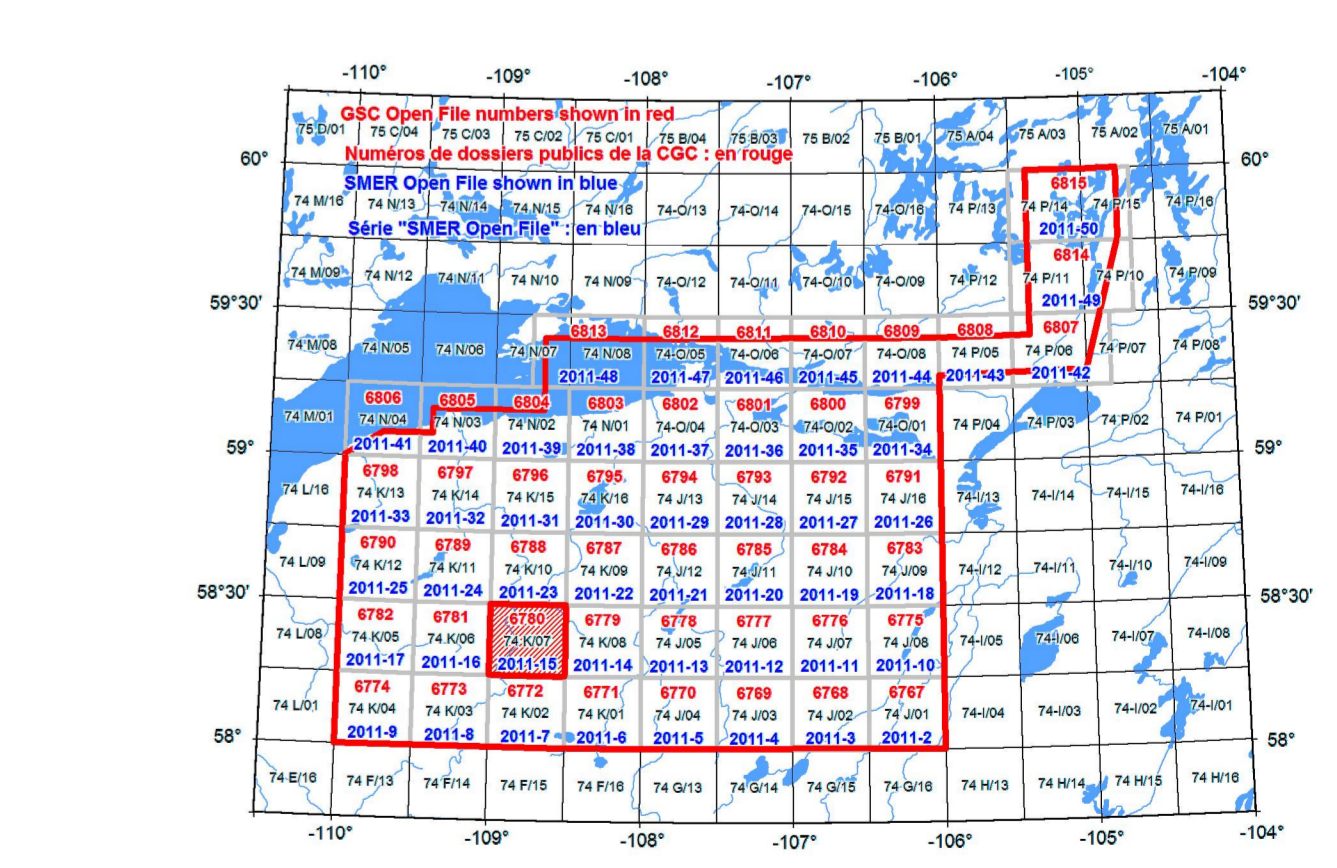 -110° -109° -108° -107° -106° -105° -104°
GSC Open File numbers shown in red
75 D/01 75 C/04 75 C/03 75 C/02 75 C/01 75 B/04 75 B/03 75 B/02 75 B/01 75 A/04 75 A/03 75 A/02 75 A/01
Numéros de dossiers publics de la CGC : en rouge
60° 60°
SMER Open File shown in blue
6815
74 M/16 74 N/13 74 N/14 74 N/15 74 N/16 74-O/13 74-O/14 74-O/15 74-O/16 74 P/13 74 P/14 74 P/15 74 P/16
Série "SMER Open File" : en bleu
2011-50
6814
74 M/09 74 N/12 74 N/11 74 N/10 74 N/09 74-O/12 74-O/11 74-O/10 74-O/09 74 P/12 74 P/11 74 P/10 74 P/09
2011-49
59°30' 59°30'
6813 6812 6811 6810 6809 6808 6807
74 M/08 74 N/05 74 N/06 74 N/07 74 N/08 74-O/05 74-O/06 74-O/07 74-O/08 74 P/05 74 P/06 74 P/07 74 P/08
2011-48 2011-47 2011-46 2011-45 2011-44 2011-43 2011-42
6806 6805 6804 6803 6802 6801 6800 6799
74 M/01 74 N/04 74 N/03 74 N/02 74 N/01 74-O/04 74-O/03 74-O/02 74-O/01 74 P/04 74 P/03 74 P/02 74 P/01
2011-41 2011-40 2011-39 2011-38 2011-37 2011-36 2011-35 2011-34
59° 59°
6798 6797 6796 6795 6794 6793 6792 6791
74 L/16 74 K/13 74 K/14 74 K/15 74 K/16 74 J/13 74 J/14 74 J/15 74 J/16 74-I/13 74-I/14 74-I/15 74-I/16
2011-33 2011-32 2011-31 2011-30 2011-29 2011-28 2011-27 2011-26
6790 6789 6788 6787 6786 6785 6784 6783
74 L/09 74 K/12 74 K/11 74 K/10 74 K/09 74 J/12 74 J/11 74 J/10 74 J/09 74-I/12 74-I/11 74-I/10 74-I/09
2011-25 2011-24 2011-23 2011-22 2011-21 2011-20 2011-19 2011-18
58°30' 58°30'
6782 6781 6780 6779 6778 6777 6776 6775
74 L/08 74 K/05 74 K/06 74 K/07 74 K/08 74 J/05 74 J/06 74 J/07 74 J/08 74-I/05 74-I/06 74-I/07 74-I/08
2011-17 2011-16 2011-15 2011-14 2011-13 2011-12 2011-11 2011-10
6774 6773 6772 6771 6770 6769 6768 6767
74 L/01 74 K/04 74 K/03 74 K/02 74 K/01 74 J/04 74 J/03 74 J/02 74 J/01 74-I/04 74-I/03 74-I/02 74-I/01
2011-9 2011-8 2011-7 2011-6 2011-5 2011-4 2011-3 2011-2
58° 58°
74 E/16 74 F/13 74 F/14 74 F/15 74 F/16 74 G/13 74 G/14 74 G/15 74 G/16 74 H/13 74 H/14 74 H/15 74 H/16
-110° -109° -108° -107° -106° -105° -104°